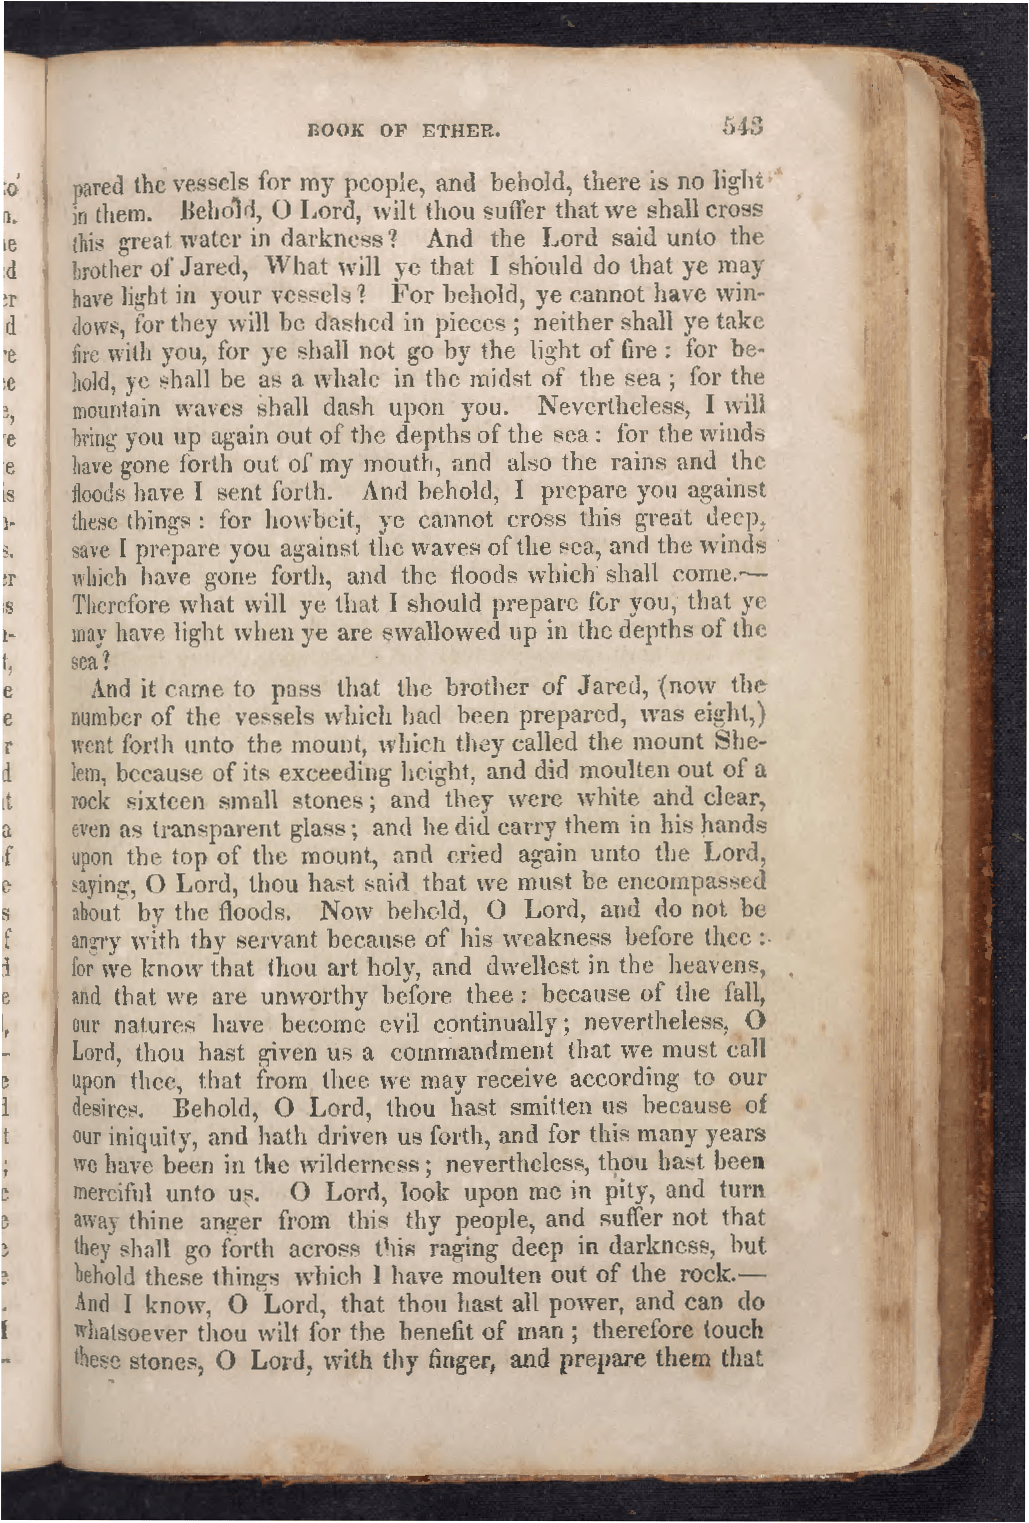 BOOK OF ETHER. 543
pared the vessels for my people, and behold, there is no light
in them. Behold, O Lord, wilt thou suffer that we shall cross
this great water in darkness? And the Lord said unto the
brother of Jared, What will ye that I should do that ye may
have light in your vessels? For behold, ye cannot have win-
dows, for they will be dashed in pieces; neither shall ye take
fire with you, for ye shall not go by the light of fire: for be-
hold, ye shall be as a whale in the midst of the sea; for the
mountain waves shall dash upon you. Nevertheless, I will
bring you up again out of the depths of the sea: for the winds
have gone forth out of my mouth, and also the rains and the
floods have I sent forth. And behold, I prepare you against
these things: for howbeit, ye cannot cross this great deep,
save I prepare you against the waves of the sea, and the winds
which have gone forth, and the floods which shall come.—
Therefore what will ye that I should prepare for you, that ye
may have light when ye are swallowed up in the depths of the
sea?
And it came to pass that the brother of Jared, (now the
number of the vessels which had been prepared, was eight,)
went forth unto the mount, which they called the mount She-
lem, because of its exceeding height, and did moulten out of a
rock sixteen small stones; and they were white and clear,
even as transparent glass; and he did carry them in his hands
upon the top of the mount, and cried again unto the Lord,
saying, O Lord, thou hast said that we must be encompassed
about by the floods. Now behold, O Lord, and do not be
angry with thy servant because of his weakness before thee:
for we know that thou art holy, and dwellest in the heavens,
and that we are unworthy before thee: because of the fall,
our natures have become evil continually; nevertheless, O
Lord, thou hast given us a commandment that we must call
upon thee, that from thee we may receive according to our
desires. Behold, O Lord, thou hast smitten us because of
our iniquity, and hath driven us forth, and for this many years
we have been in the wilderness; nevertheless, thou hast been
merciful unto us. O Lord, look upon me in pity, and turn
away thine anger from this thy people, and suffer not that
they shall go forth across this raging deep in darkness, but
behold these things which I have moulten out of the rock.—
And I know, O Lord, that thou hast all power, and can do
whatsoever thou wilt for the benefit of man; therefore touch
these stones, O Lord, with thy finger, and prepare them that